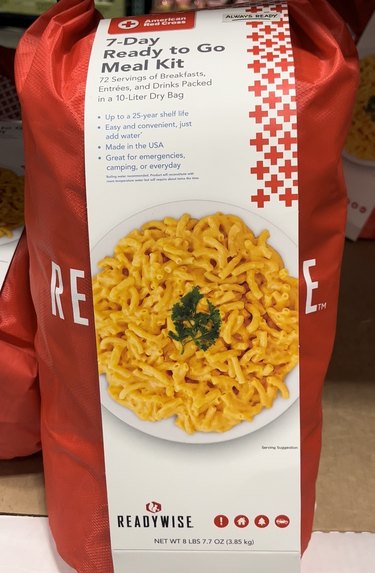 American
Red Cross
ALWAYS READY
7-Day
Ready to Go
Meal Kit
72 Servings of Breakfasts,
Entrées, and Drinks Packed
in a 10-Liter Dry Bag
• Up to a 25-year shelf life
• Easy and convenient, just
add water*
• Made in the USA
• Great for emergencies,
camping, or everyday
RE E™
Serving Suggestion
READYWISE
NET WT 8 LBS 7.7 OZ (3.85 kg)